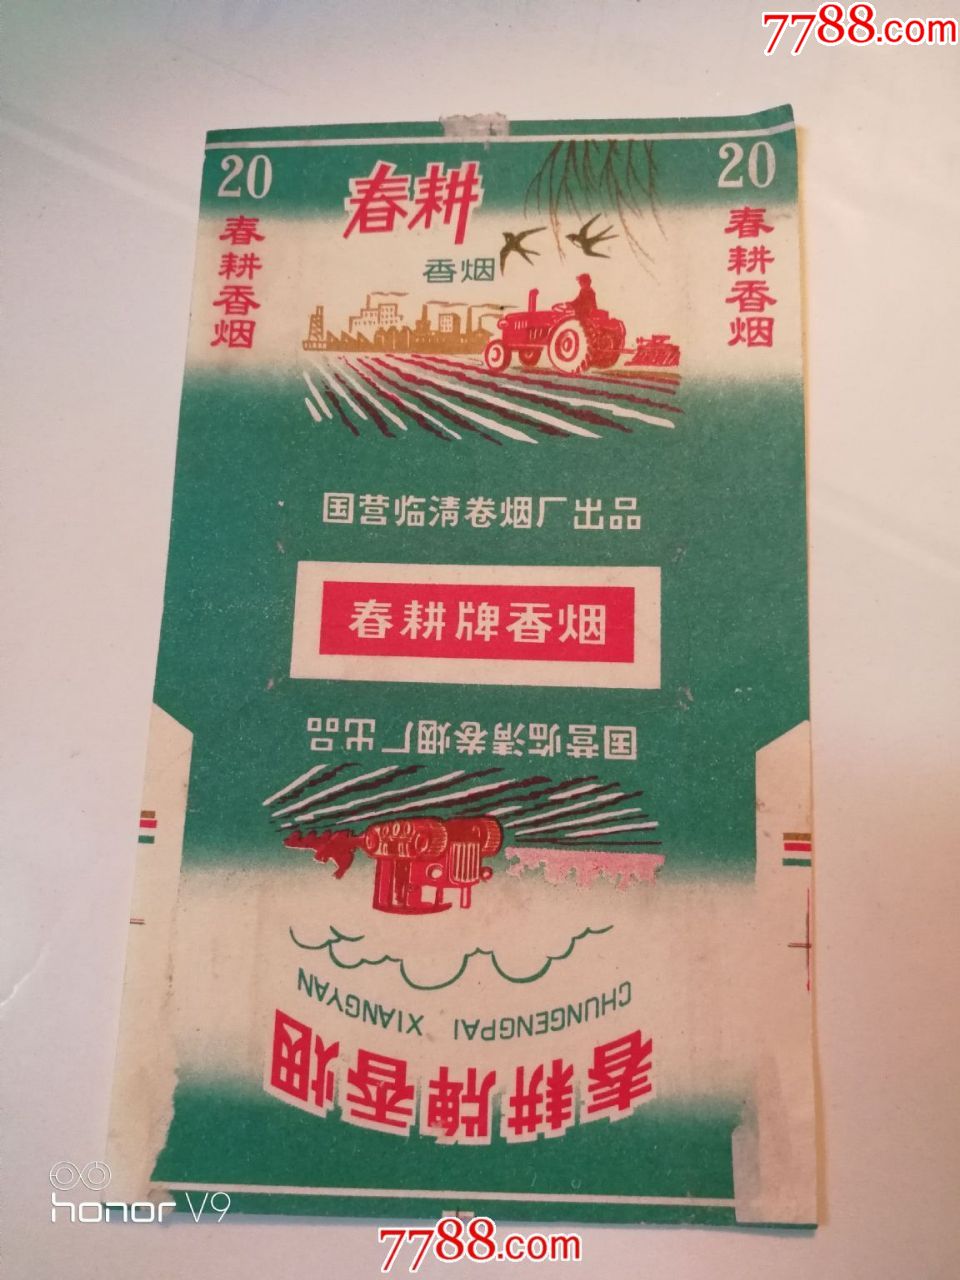 7788.com
20
20
春耕
香烟
春耕香烟
春耕香烟
国营临清卷烟厂出品
春耕牌香烟
国营临清卷烟厂出品
CHUNGENGPAI XIANGYAN
春耕牌香烟
honor V9
7788.com